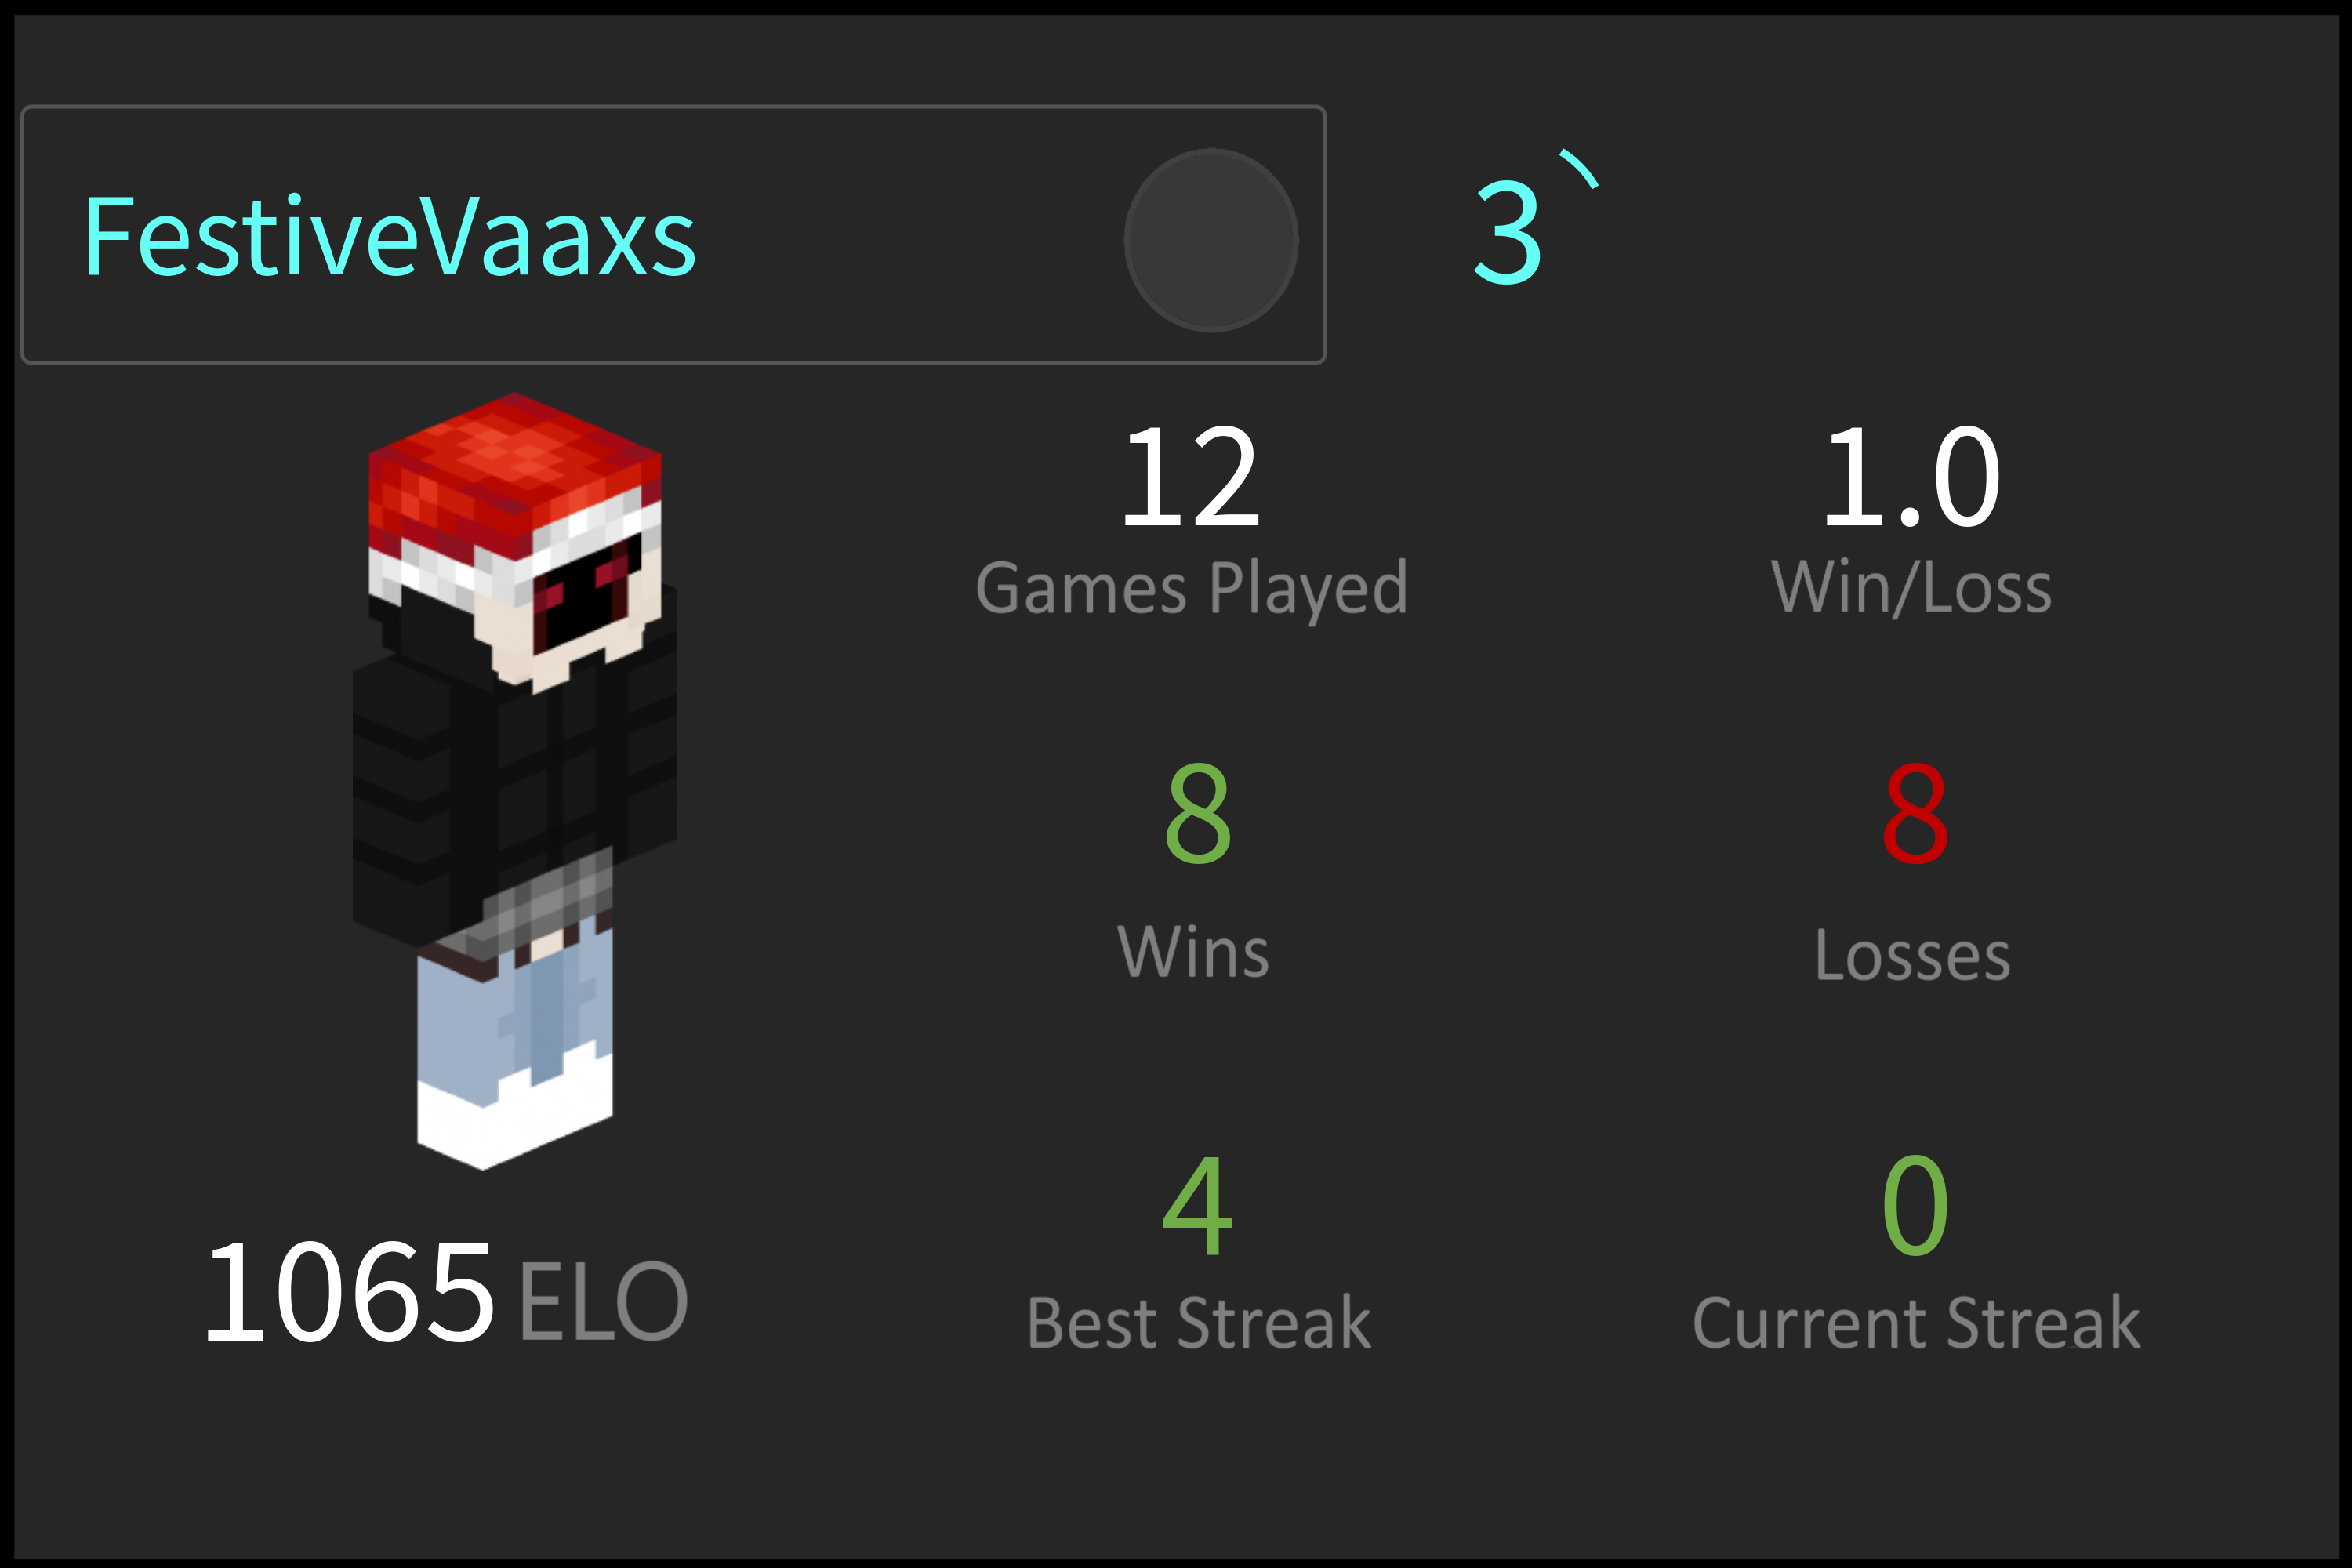 FestiveVaaxs
3`
12
1.0
Games Played
Win/Loss
8
8
Wins
Losses
4
0
1065 ELO
Best Streak
Current Streak